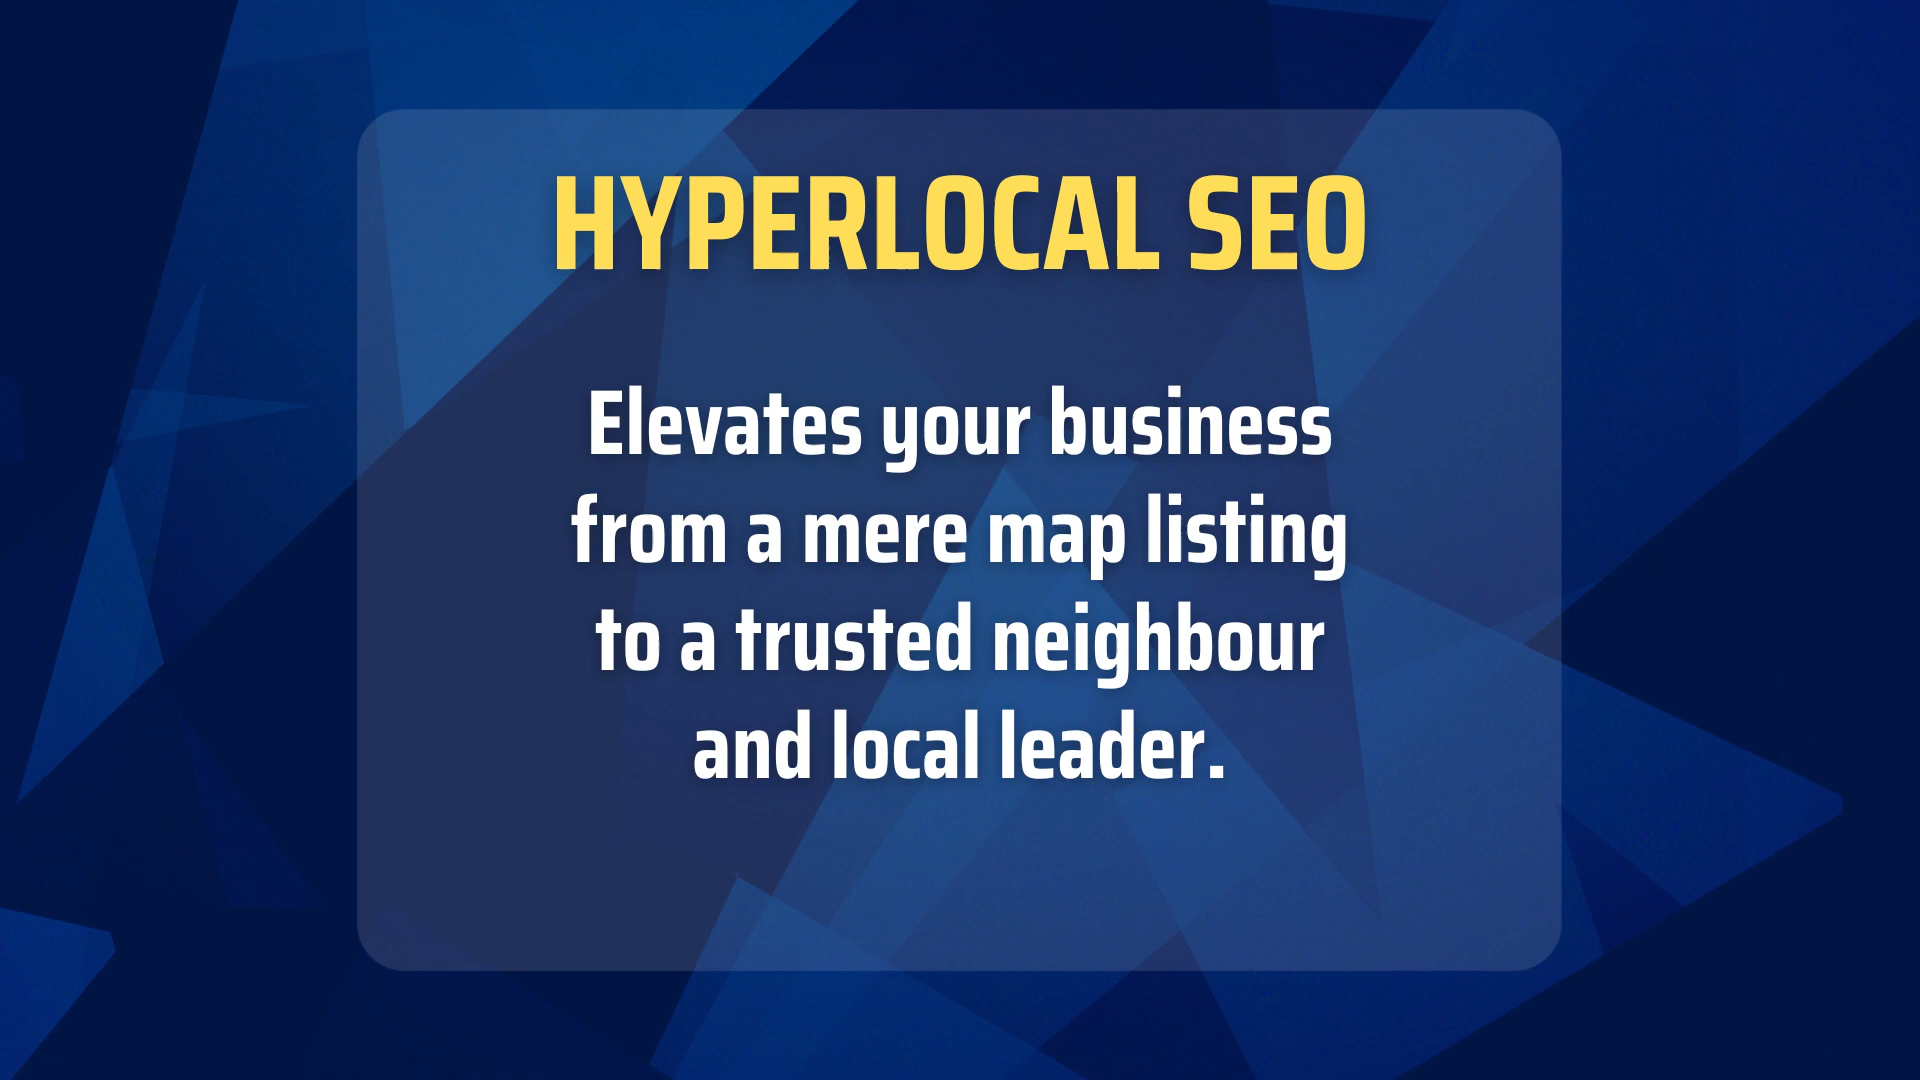 HYPERLOCAL SEO
Elevates your business
from a mere map listing
to a trusted neighbour
and local leader.